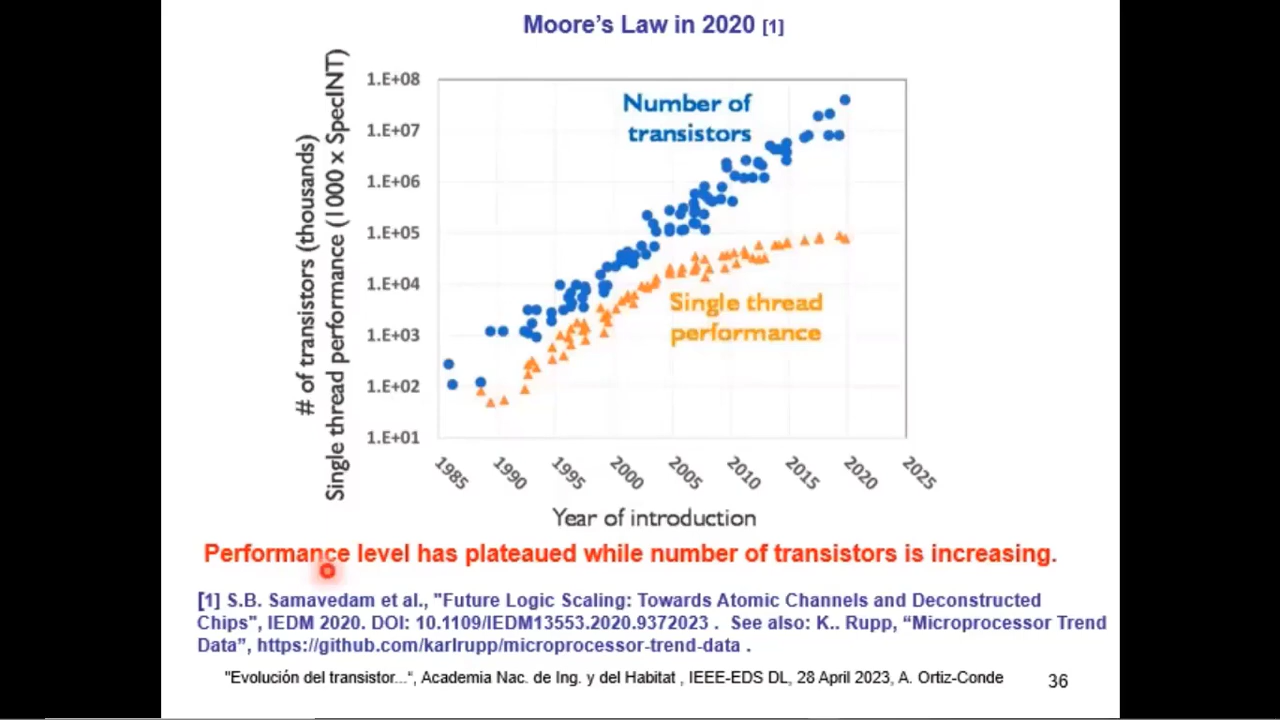 Moore's Law in 2020 [1]
# of transistors (thousands)
Single thread performance (1000 x SpecINT)
1.E+08
1.E+07
1.E+06
1.E+05
1.E+04
1.E+03
1.E+02
1.E+01
Number of
transistors
Single thread
performance
1985 1990 1995 2000 2005 2010 2015 2020 2025
Year of introduction
Performance level has plateaued while number of transistors is increasing.
[1] S.B. Samavedam et al., "Future Logic Scaling: Towards Atomic Channels and Deconstructed
Chips", IEDM 2020. DOI: 10.1109/IEDM13553.2020.9372023 . See also: K.. Rupp, “Microprocessor Trend
Data”, https://github.com/karlrupp/microprocessor-trend-data .
"Evolución del transistor...“, Academia Nac. de Ing. y del Habitat , IEEE-EDS DL, 28 April 2023, A. Ortiz-Conde 36